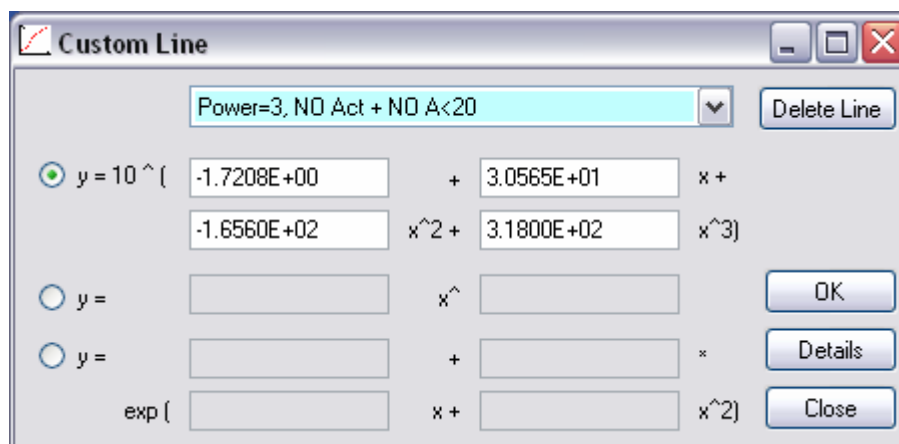 Custom Line
Power=3, NO Act + NO A<20
Delete Line
y = 10 ^ ( -1.7208E+00 + 3.0565E+01 x +
-1.6560E+02 x^2 + 3.1800E+02 x^3)
y = x^
OK
y = + *
Details
exp ( x + x^2)
Close